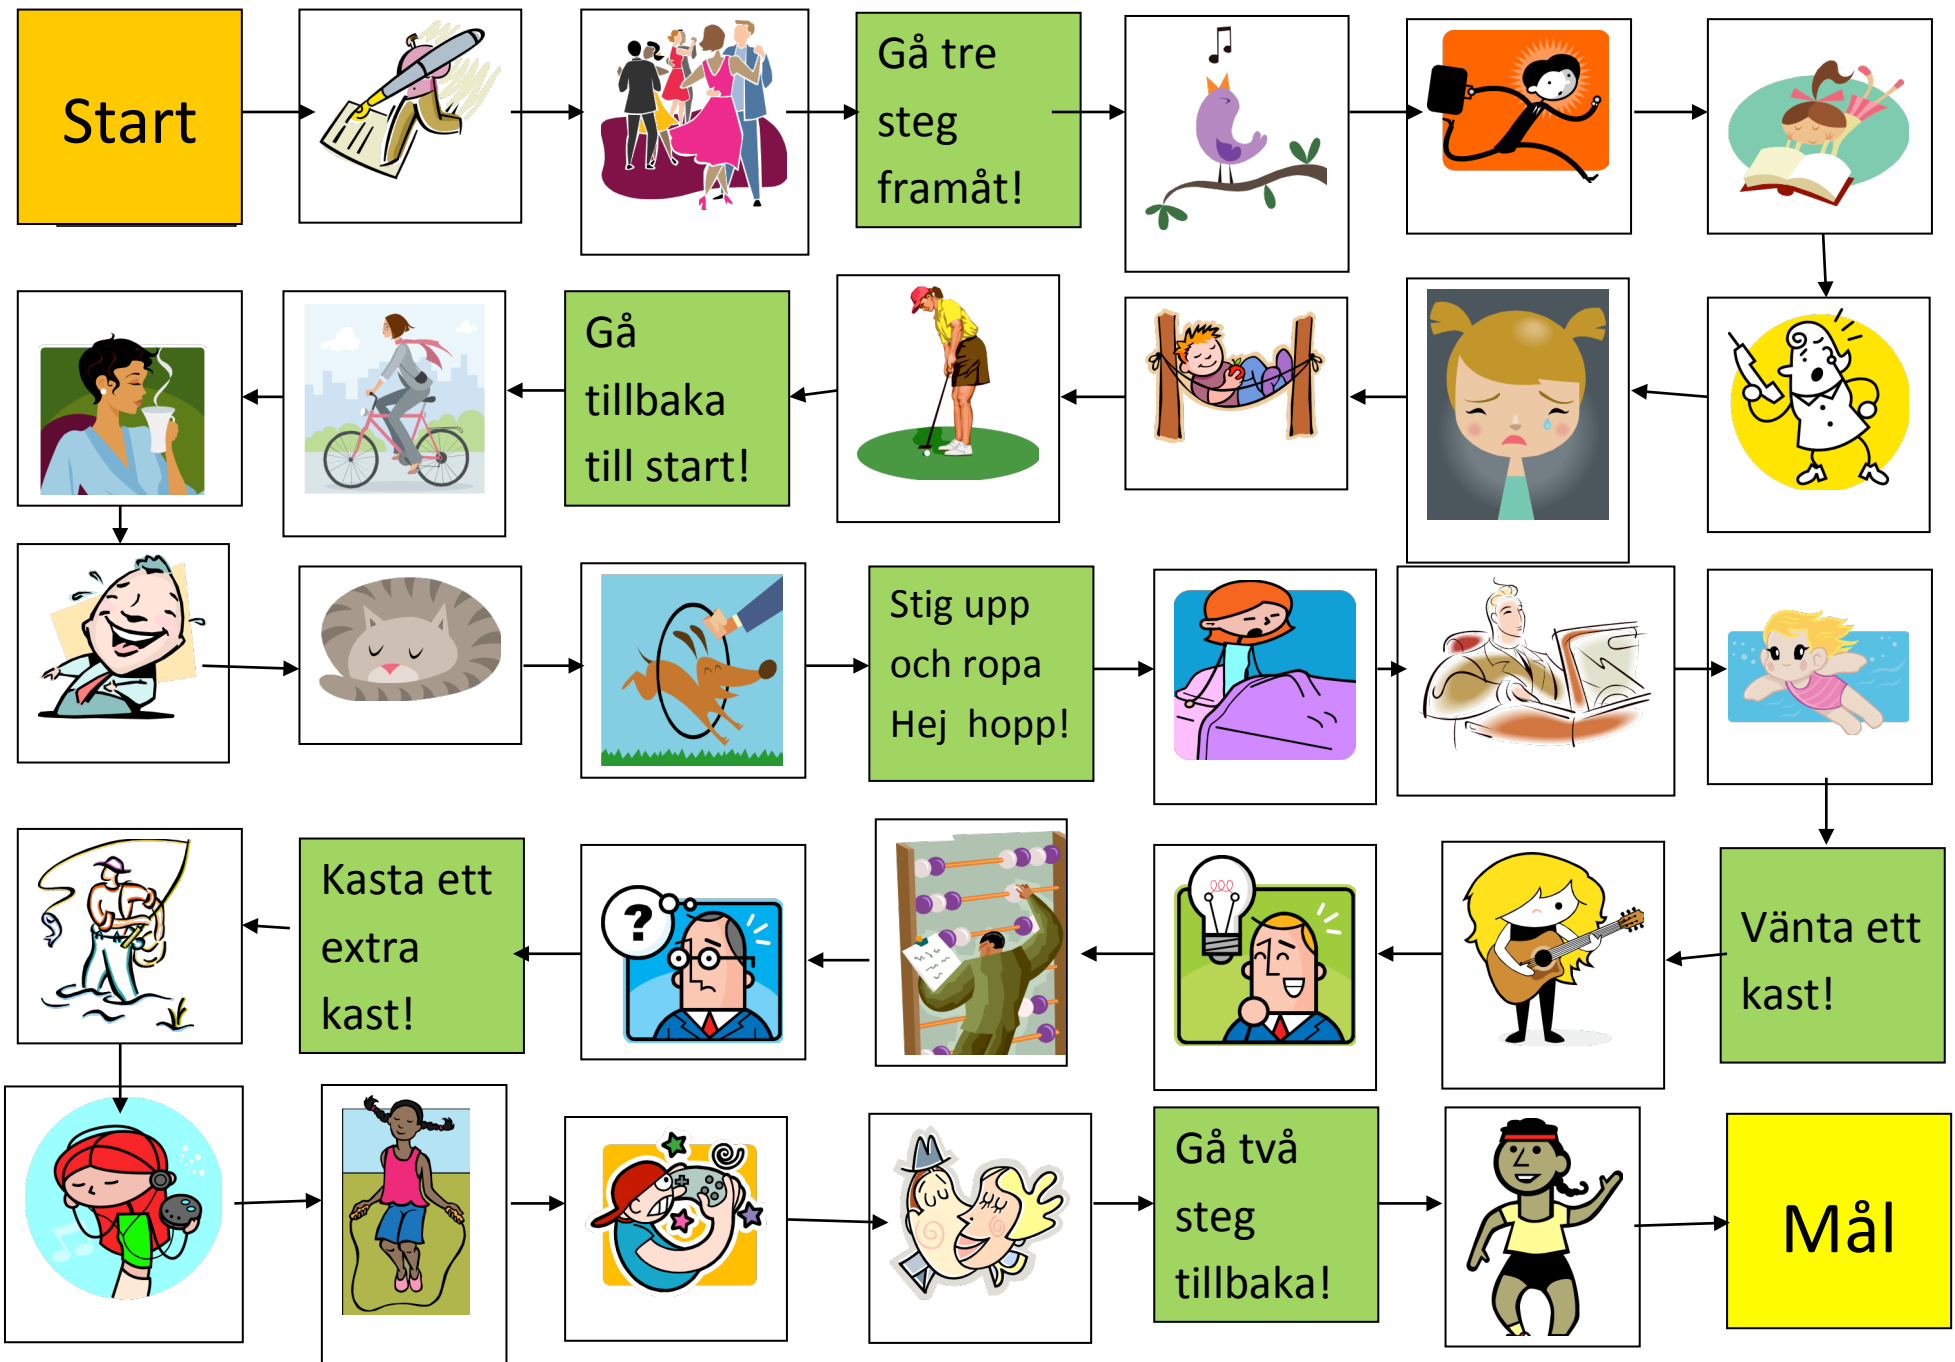 Start
Gå tre
steg
framåt!
Gå
tillbaka
till start!
Stig upp
och ropa
Hej hopp!
Kasta ett
extra
kast!
?
Vänta ett
kast!
Gå två
steg
tillbaka!
Mål